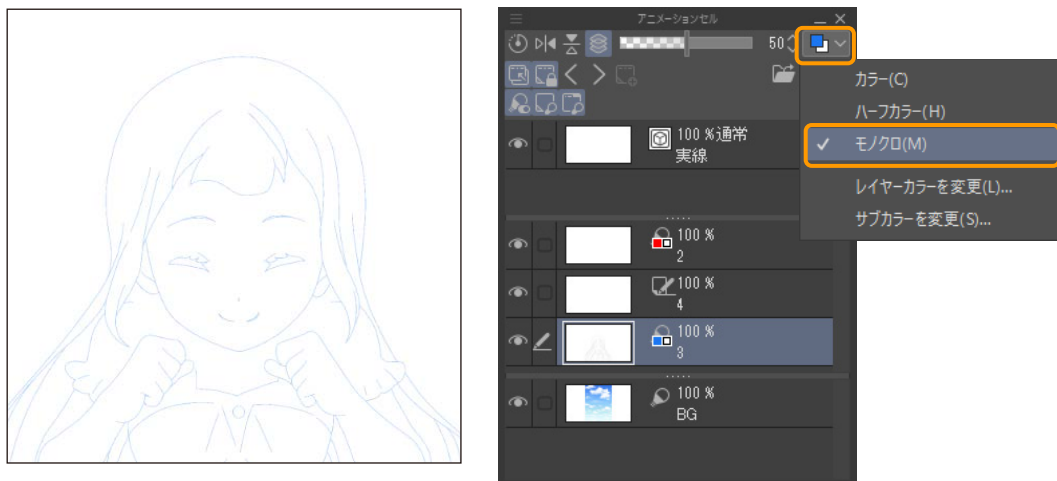 アニメーションセル
50
カラー(C)
ハーフカラー(H)
モノクロ(M)
レイヤーカラーを変更(L)...
サブカラーを変更(S)...
100 %通常
実線
100 %
2
100 %
4
100 %
3
100 %
BG